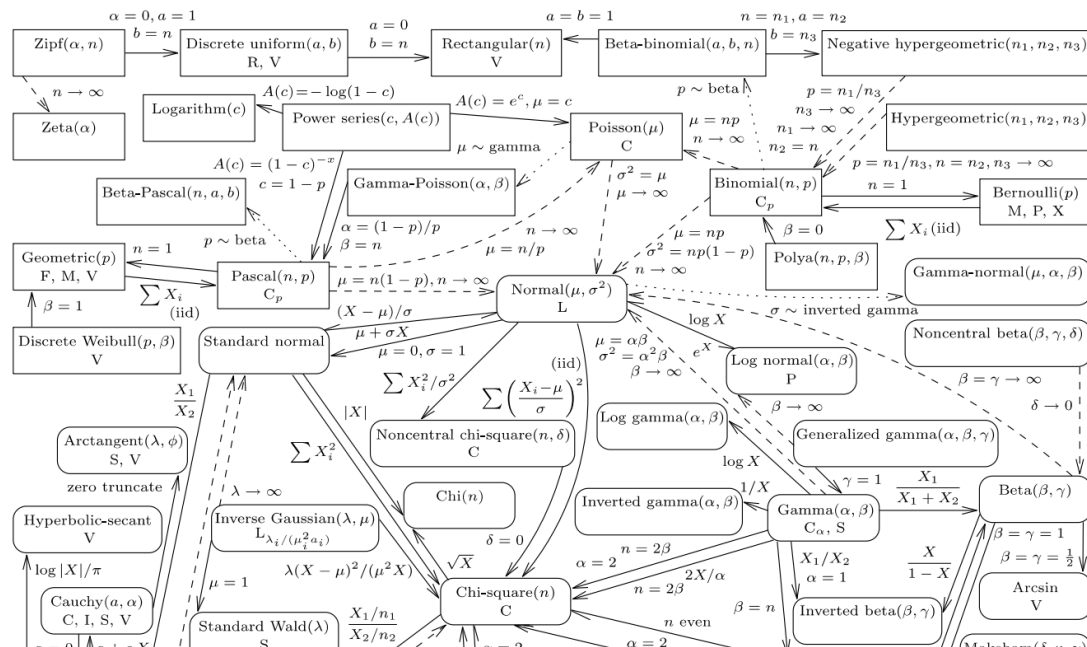 α = 0, a = 1
b = n
a = 0
b = n
a = b = 1
n = n₁, a = n₂
b = n₃
Zipf(α, n)
Discrete uniform(a, b)
R, V
Rectangular(n)
V
Beta-binomial(a, b, n)
Negative hypergeometric(n₁, n₂, n₃)
n → ∞
A(c) = −log(1 − c)
A(c) = eᶜ, μ = c
p ∼ beta
p = n₁/n₃
n₃ → ∞
n₁ → ∞
n₂ = n
Zeta(α)
Logarithm(c)
Power series(c, A(c))
Poisson(μ)
C
μ = np
n → ∞
Hypergeometric(n₁, n₂, n₃)
A(c) = (1 − c)⁻ˣ
c = 1 − p
μ ∼ gamma
σ² = μ
μ → ∞
p = n₁/n₃, n = n₂, n₃ → ∞
Beta-Pascal(n, a, b)
Gamma-Poisson(α, β)
Binomial(n, p)
Cₚ
n = 1
∑ Xᵢ (iid)
Bernoulli(p)
M, P, X
α = (1 − p)/p
β = n
p ∼ beta
n → ∞
μ = n/p
μ = np
σ² = np(1 − p)
n → ∞
β = 0
Polya(n, p, β)
Geometric(p)
F, M, V
n = 1
∑ Xᵢ
(iid)
Pascal(n, p)
Cₚ
μ = n(1 − p), n → ∞
Normal(μ, σ²)
L
Gamma-normal(μ, α, β)
σ ∼ inverted gamma
β = 1
(X − μ)/σ
μ + σX
μ = 0, σ = 1
Discrete Weibull(p, β)
V
Standard normal
(iid)
μ = αβ
σ² = α²β
β → ∞
log X
e^X
Log normal(α, β)
P
Noncentral beta(β, γ, δ)
X₁/X₂
∑ Xᵢ²/σ²
∑ ((Xᵢ−μ)/σ)²
β = γ → ∞
δ → 0
|X|
β → ∞
Arctangent(λ, φ)
S, V
∑ Xᵢ²
Noncentral chi-square(n, δ)
C
Log gamma(α, β)
Generalized gamma(α, β, γ)
zero truncate
λ → ∞
log X
γ = 1
X₁/(X₁ + X₂)
Hyperbolic-secant
V
Inverse Gaussian(λ, μ)
L_{λᵢ/(μᵢ²aᵢ)}
Chi(n)
Inverted gamma(α, β)
1/X
Gamma(α, β)
C_α, S
Beta(β, γ)
δ = 0
β = γ = 1
β = γ = 1/2
log |X|/π
μ = 1
λ(X − μ)²/(μ²X)
√X
α = 2
n = 2β
n = 2β
2X/α
X₁/X₂
α = 1
X/(1 − X)
Cauchy(a, α)
C, I, S, V
Standard Wald(λ)
S
X₁/n₁
X₂/n₂
Chi-square(n)
C
n even
α = 2
β = n
Inverted beta(β, γ)
Arcsin
V